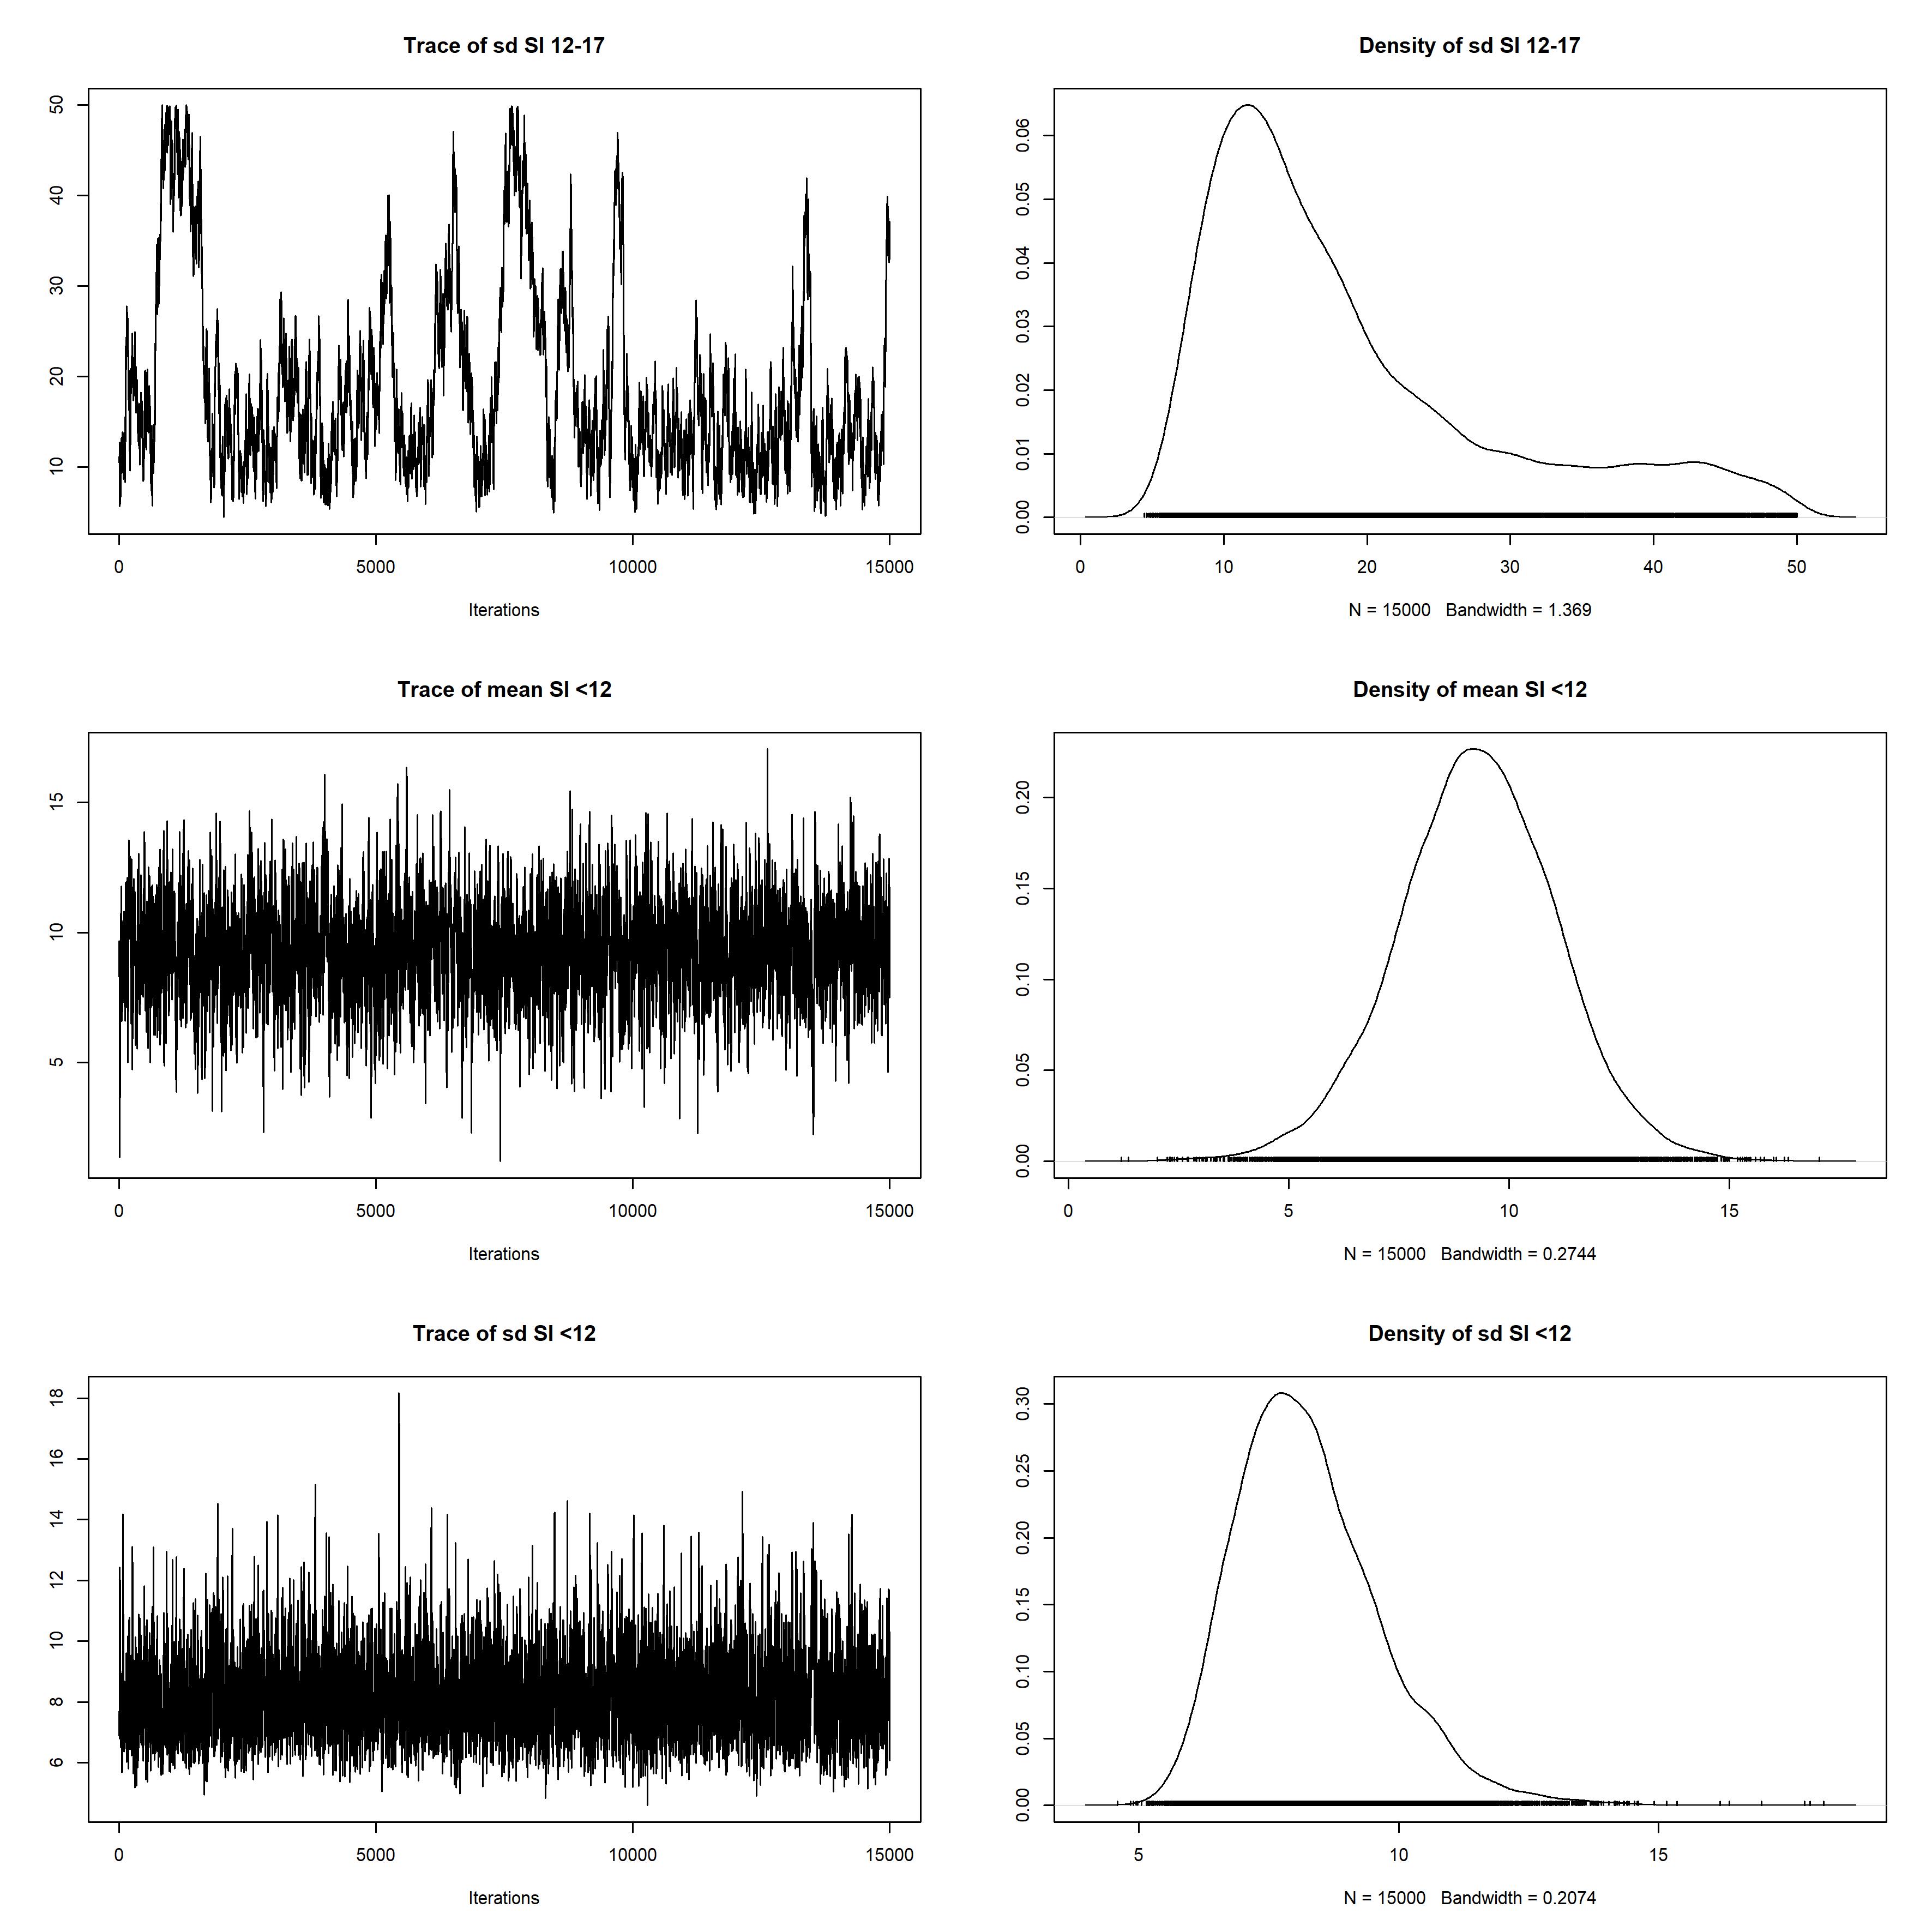 Trace of sd SI 12-17
50
40
30
20
10
0 5000 10000 15000
Iterations
Density of sd SI 12-17
0.06
0.05
0.04
0.03
0.02
0.01
0.00
0 10 20 30 40 50
N = 15000 Bandwidth = 1.369
Trace of mean SI <12
15
10
5
0 5000 10000 15000
Iterations
Density of mean SI <12
0.20
0.15
0.10
0.05
0.00
0 5 10 15
N = 15000 Bandwidth = 0.2744
Trace of sd SI <12
18
16
14
12
10
8
6
0 5000 10000 15000
Iterations
Density of sd SI <12
0.30
0.25
0.20
0.15
0.10
0.05
0.00
5 10 15
N = 15000 Bandwidth = 0.2074